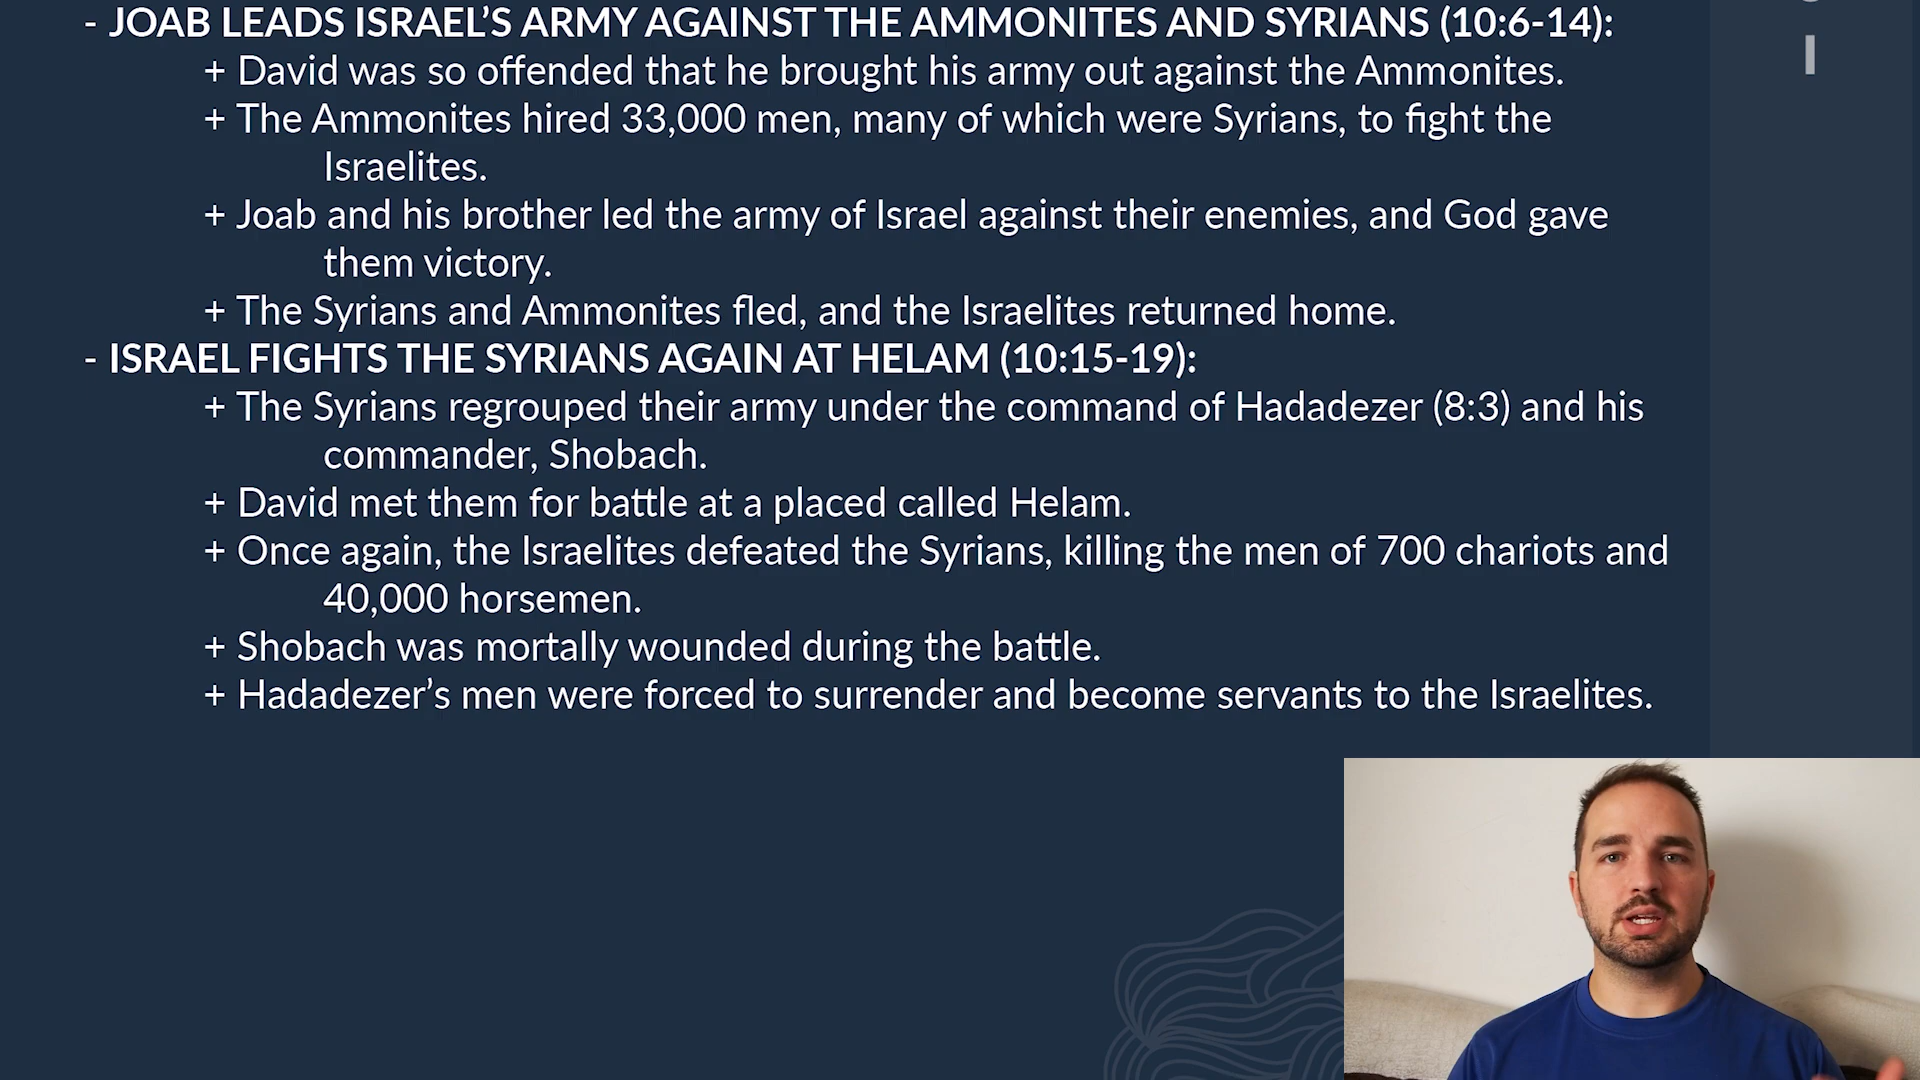 - JOAB LEADS ISRAEL’S ARMY AGAINST THE AMMONITES AND SYRIANS (10:6-14):
+ David was so offended that he brought his army out against the Ammonites.
+ The Ammonites hired 33,000 men, many of which were Syrians, to fight the
Israelites.
+ Joab and his brother led the army of Israel against their enemies, and God gave
them victory.
+ The Syrians and Ammonites fled, and the Israelites returned home.
- ISRAEL FIGHTS THE SYRIANS AGAIN AT HELAM (10:15-19):
+ The Syrians regrouped their army under the command of Hadadezer (8:3) and his
commander, Shobach.
+ David met them for battle at a placed called Helam.
+ Once again, the Israelites defeated the Syrians, killing the men of 700 chariots and
40,000 horsemen.
+ Shobach was mortally wounded during the battle.
+ Hadadezer’s men were forced to surrender and become servants to the Israelites.